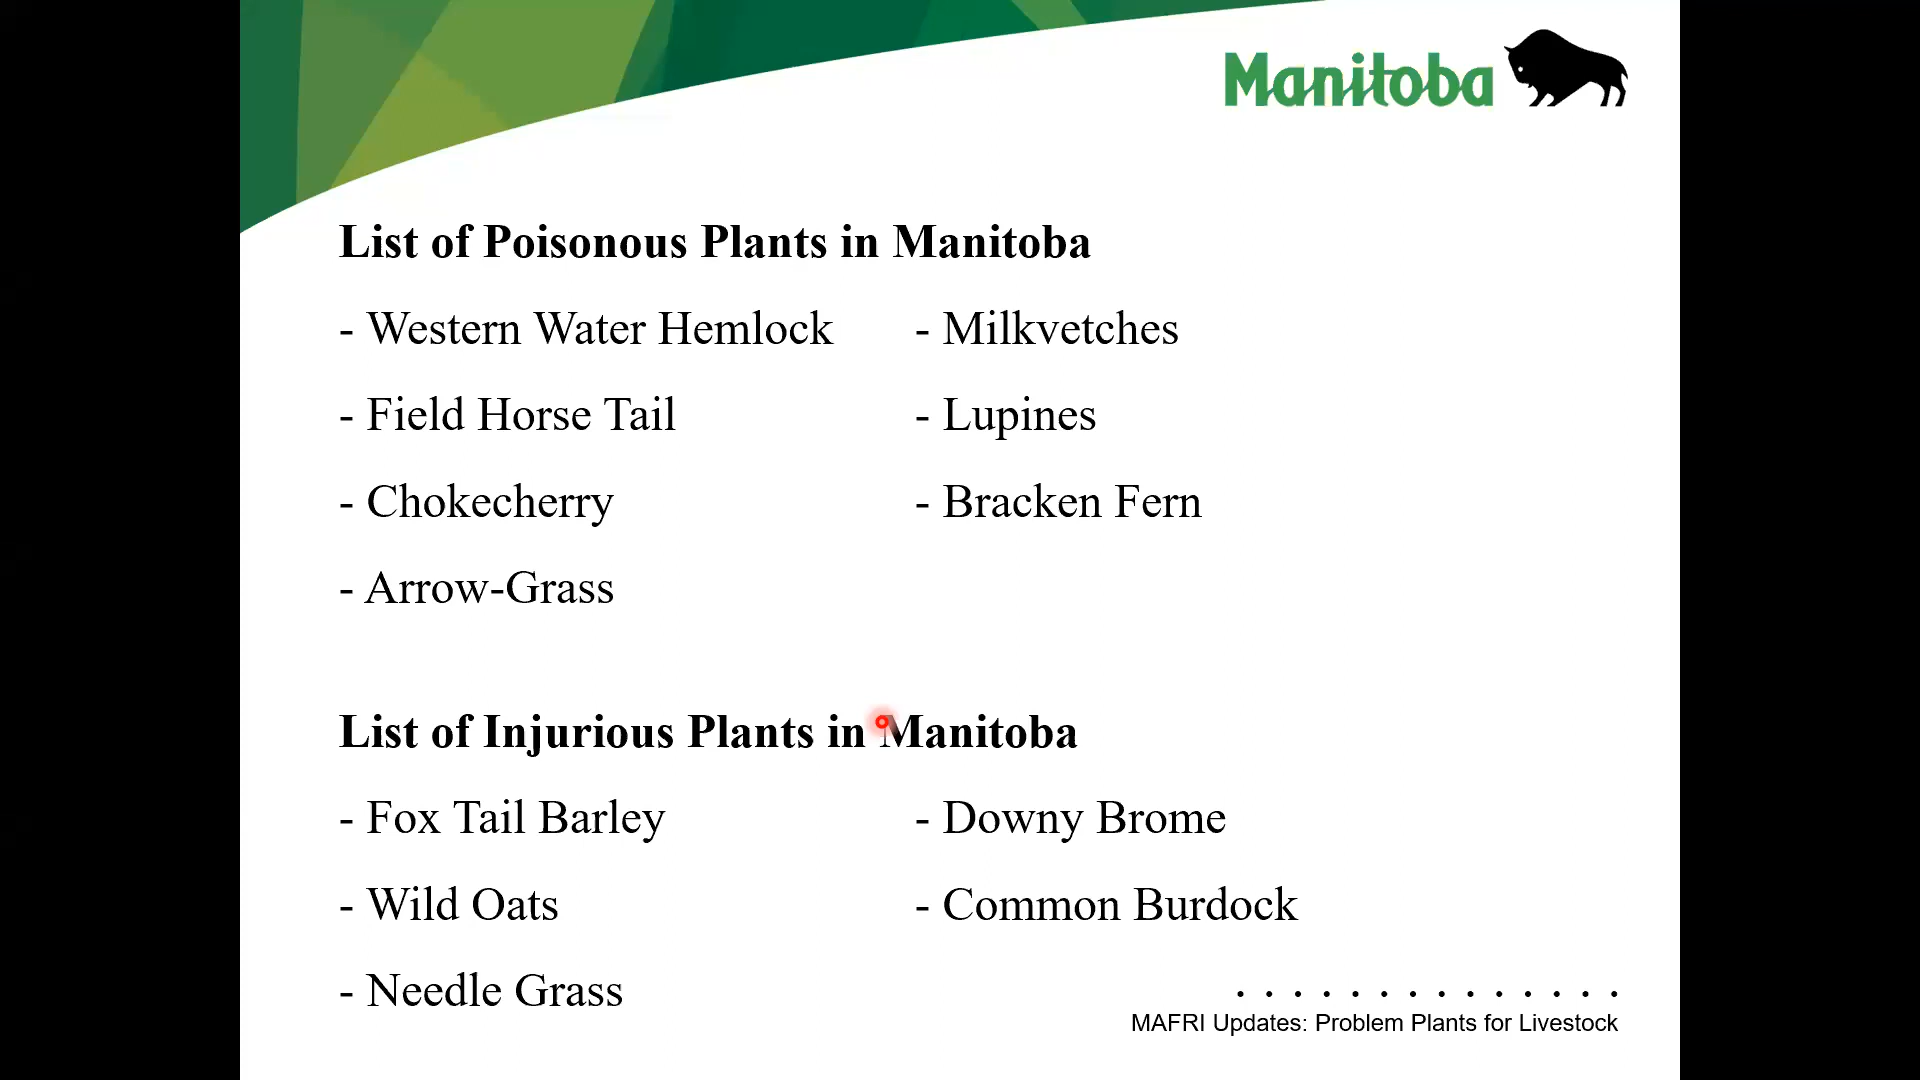 Manitoba
List of Poisonous Plants in Manitoba
- Western Water Hemlock - Milkvetches
- Field Horse Tail - Lupines
- Chokecherry - Bracken Fern
- Arrow-Grass
List of Injurious Plants in Manitoba
- Fox Tail Barley - Downy Brome
- Wild Oats - Common Burdock
- Needle Grass
MAFRI Updates: Problem Plants for Livestock